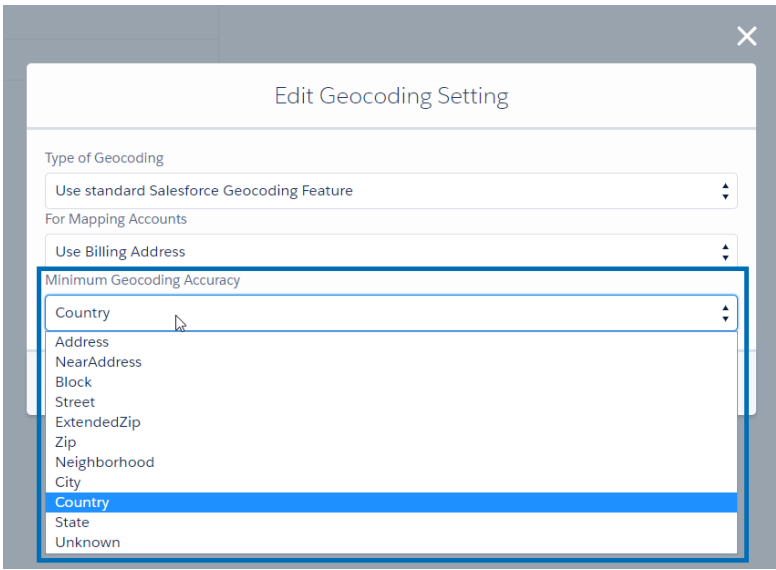 Edit Geocoding Setting
Type of Geocoding
Use standard Salesforce Geocoding Feature
For Mapping Accounts
Use Billing Address
Minimum Geocoding Accuracy
Country
Address
NearAddress
Block
Street
ExtendedZip
Zip
Neighborhood
City
Country
State
Unknown